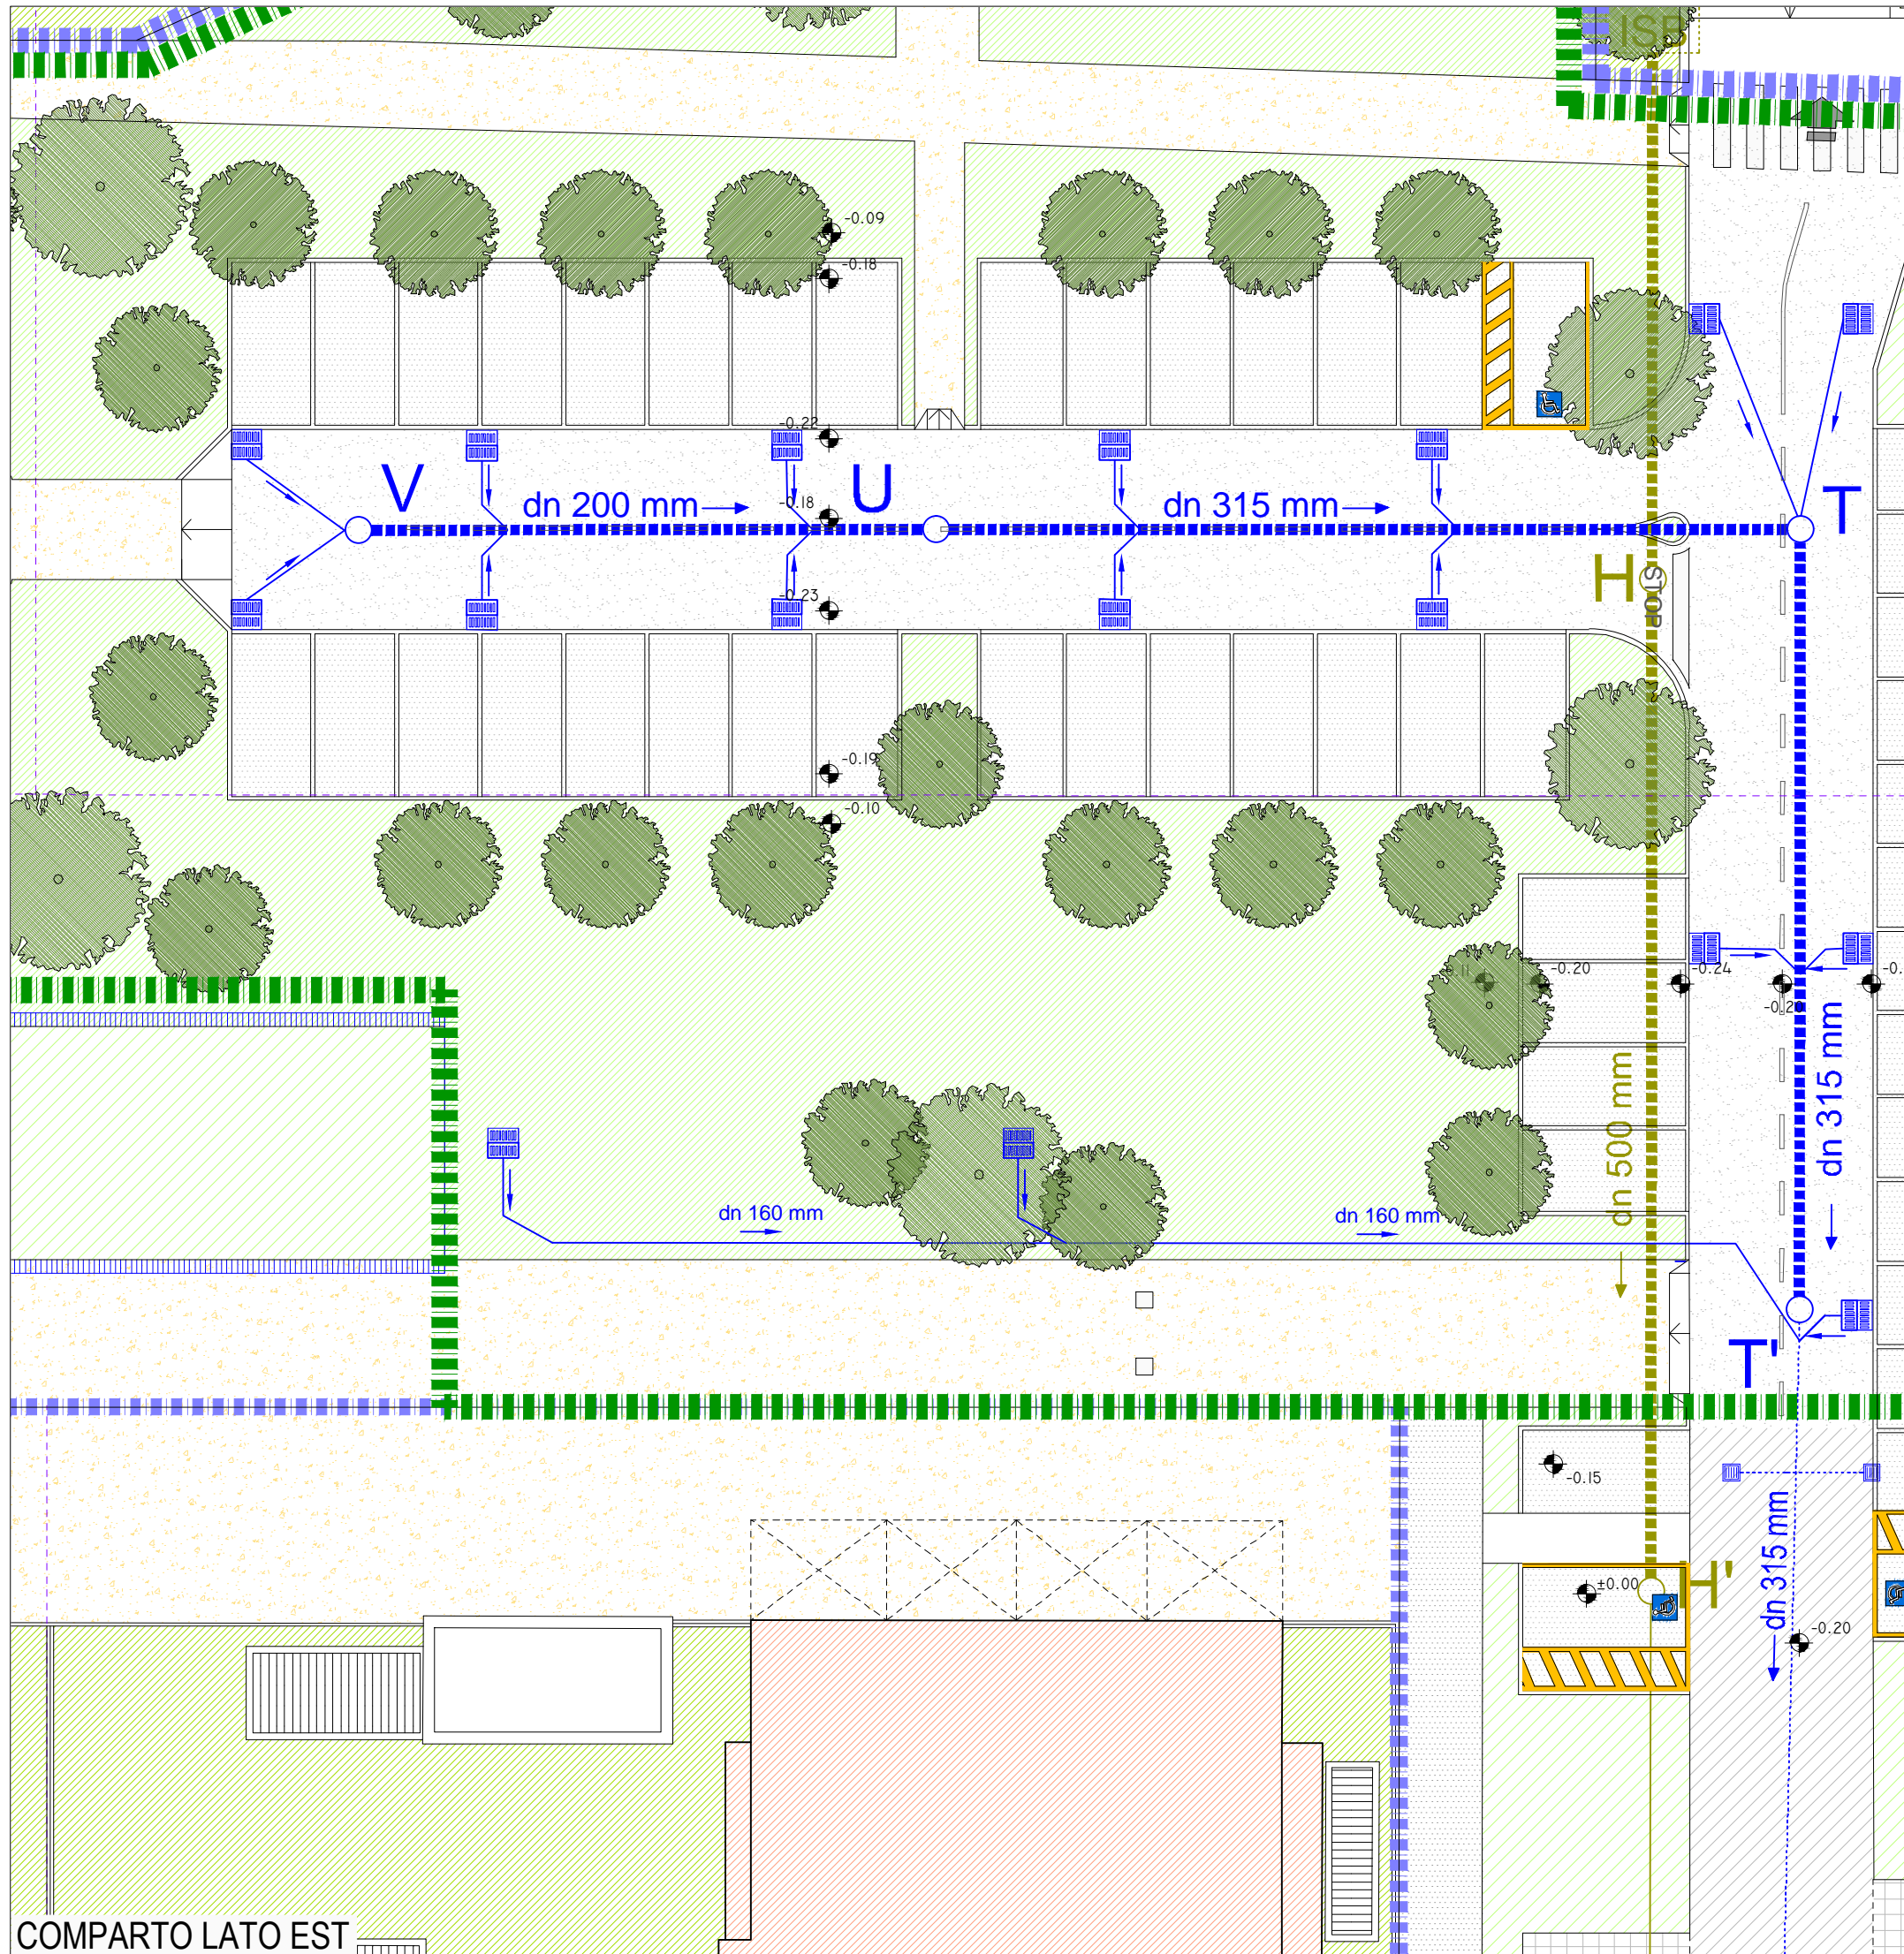 ISB
-0.09
-0.18
-0.22
V
dn 200 mm
-0.18
U
dn 315 mm
T
H
STOP
-0.23
-0.19
-0.10
-0.11
-0.20
-0.24
dn 315 mm
dn 500 mm
dn 160 mm
dn 160 mm
T'
-0.15
dn 315 mm
±0.00
H'
-0.20
COMPARTO LATO EST